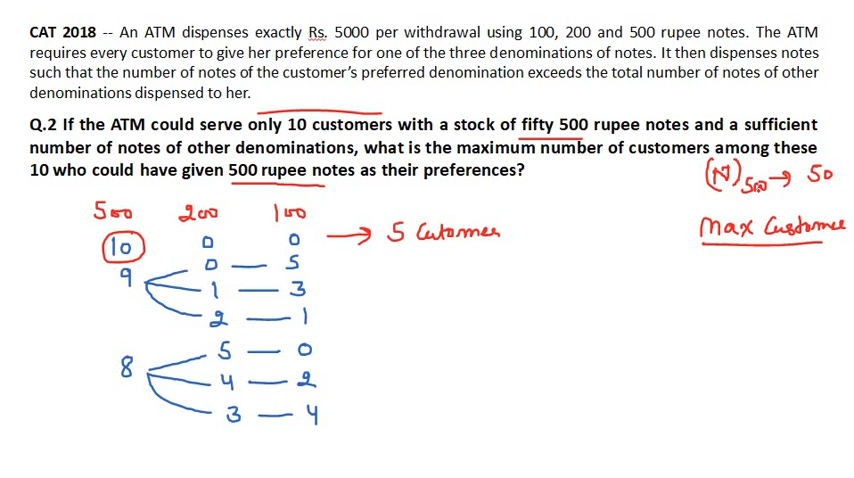 CAT 2018 -- An ATM dispenses exactly Rs. 5000 per withdrawal using 100, 200 and 500 rupee notes. The ATM
requires every customer to give her preference for one of the three denominations of notes. It then dispenses notes
such that the number of notes of the customer's preferred denomination exceeds the total number of notes of other
denominations dispensed to her.
Q.2 If the ATM could serve only 10 customers with a stock of fifty 500 rupee notes and a sufficient
number of notes of other denominations, what is the maximum number of customers among these
10 who could have given 500 rupee notes as their preferences?
(N)500 → 50
Max Customer
500 200 100
10 0 0 → 5 Cutomer
9 0 — 5
1 — 3
2 — 1
8 5 — 0
4 — 2
3 — 4